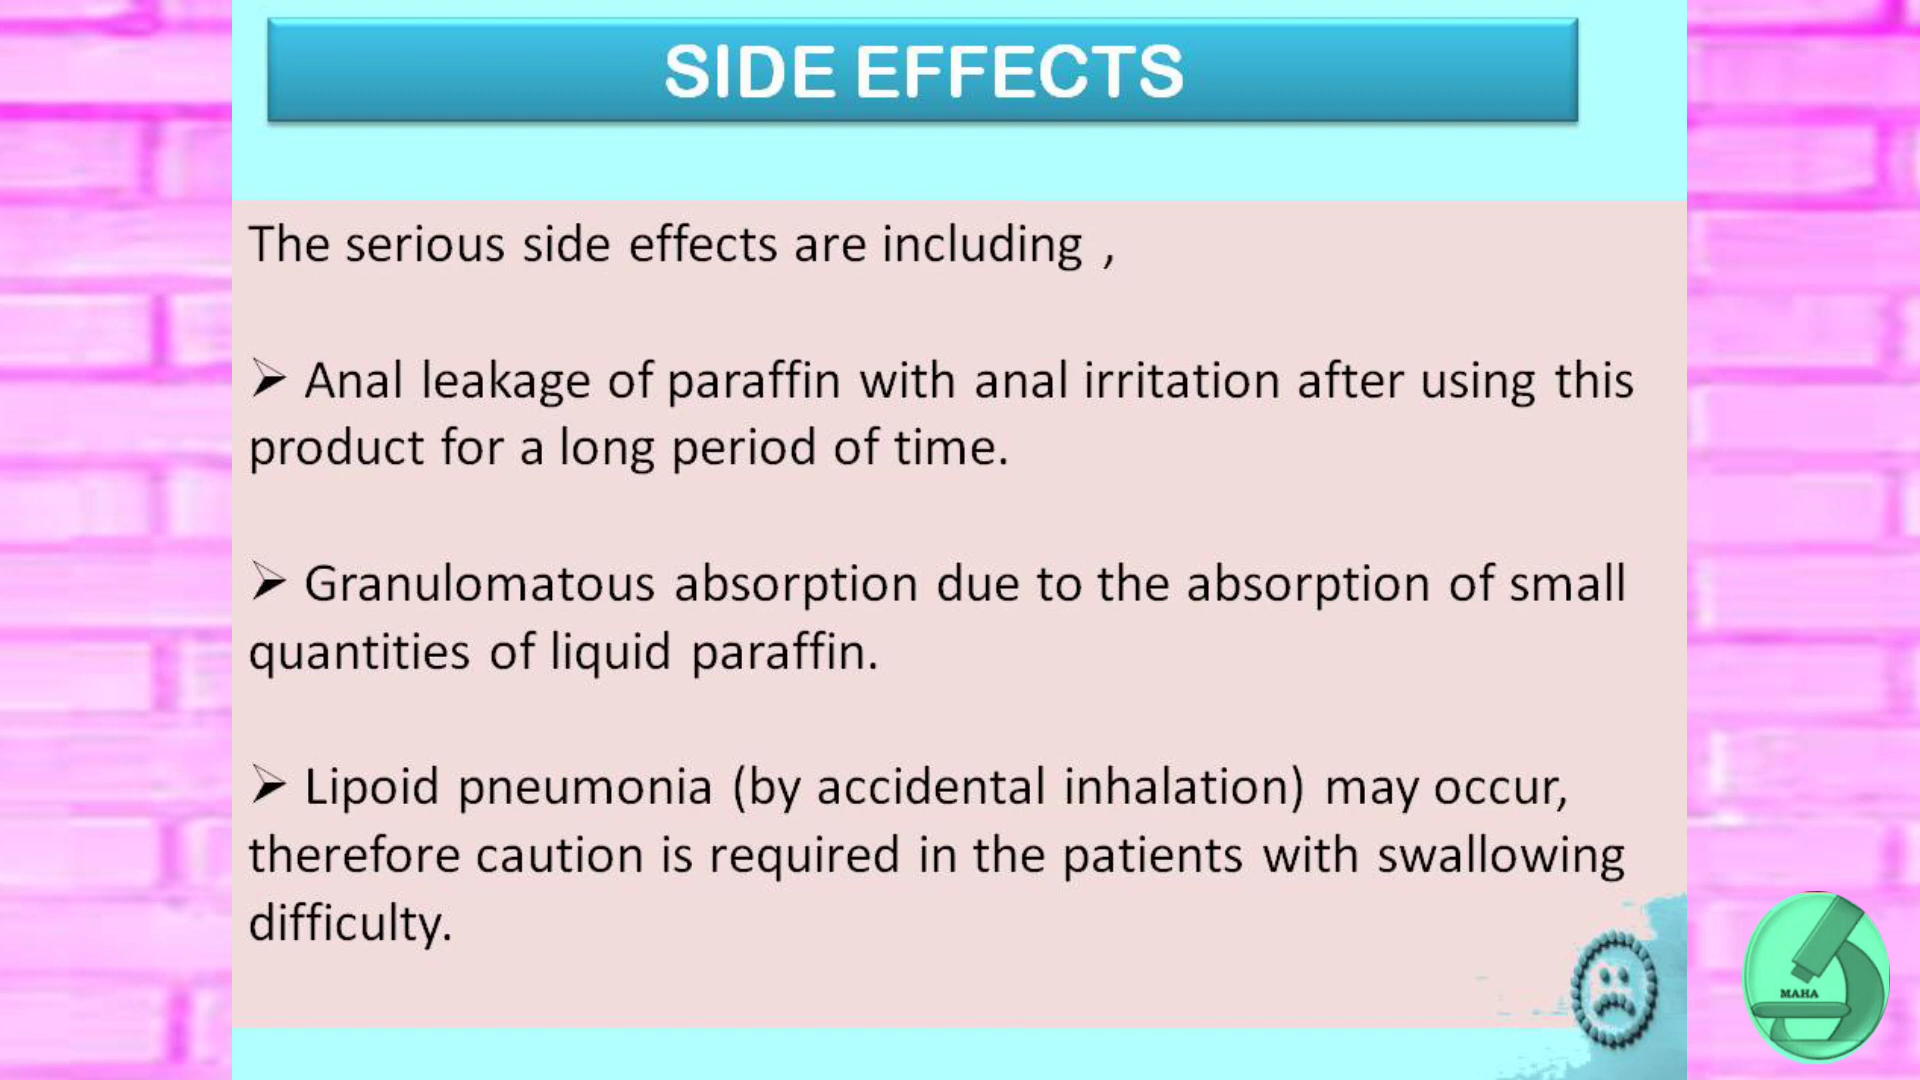 SIDE EFFECTS
The serious side effects are including ,
➢ Anal leakage of paraffin with anal irritation after using this
product for a long period of time.
➢ Granulomatous absorption due to the absorption of small
quantities of liquid paraffin.
➢ Lipoid pneumonia (by accidental inhalation) may occur,
therefore caution is required in the patients with swallowing
difficulty.
MAHA